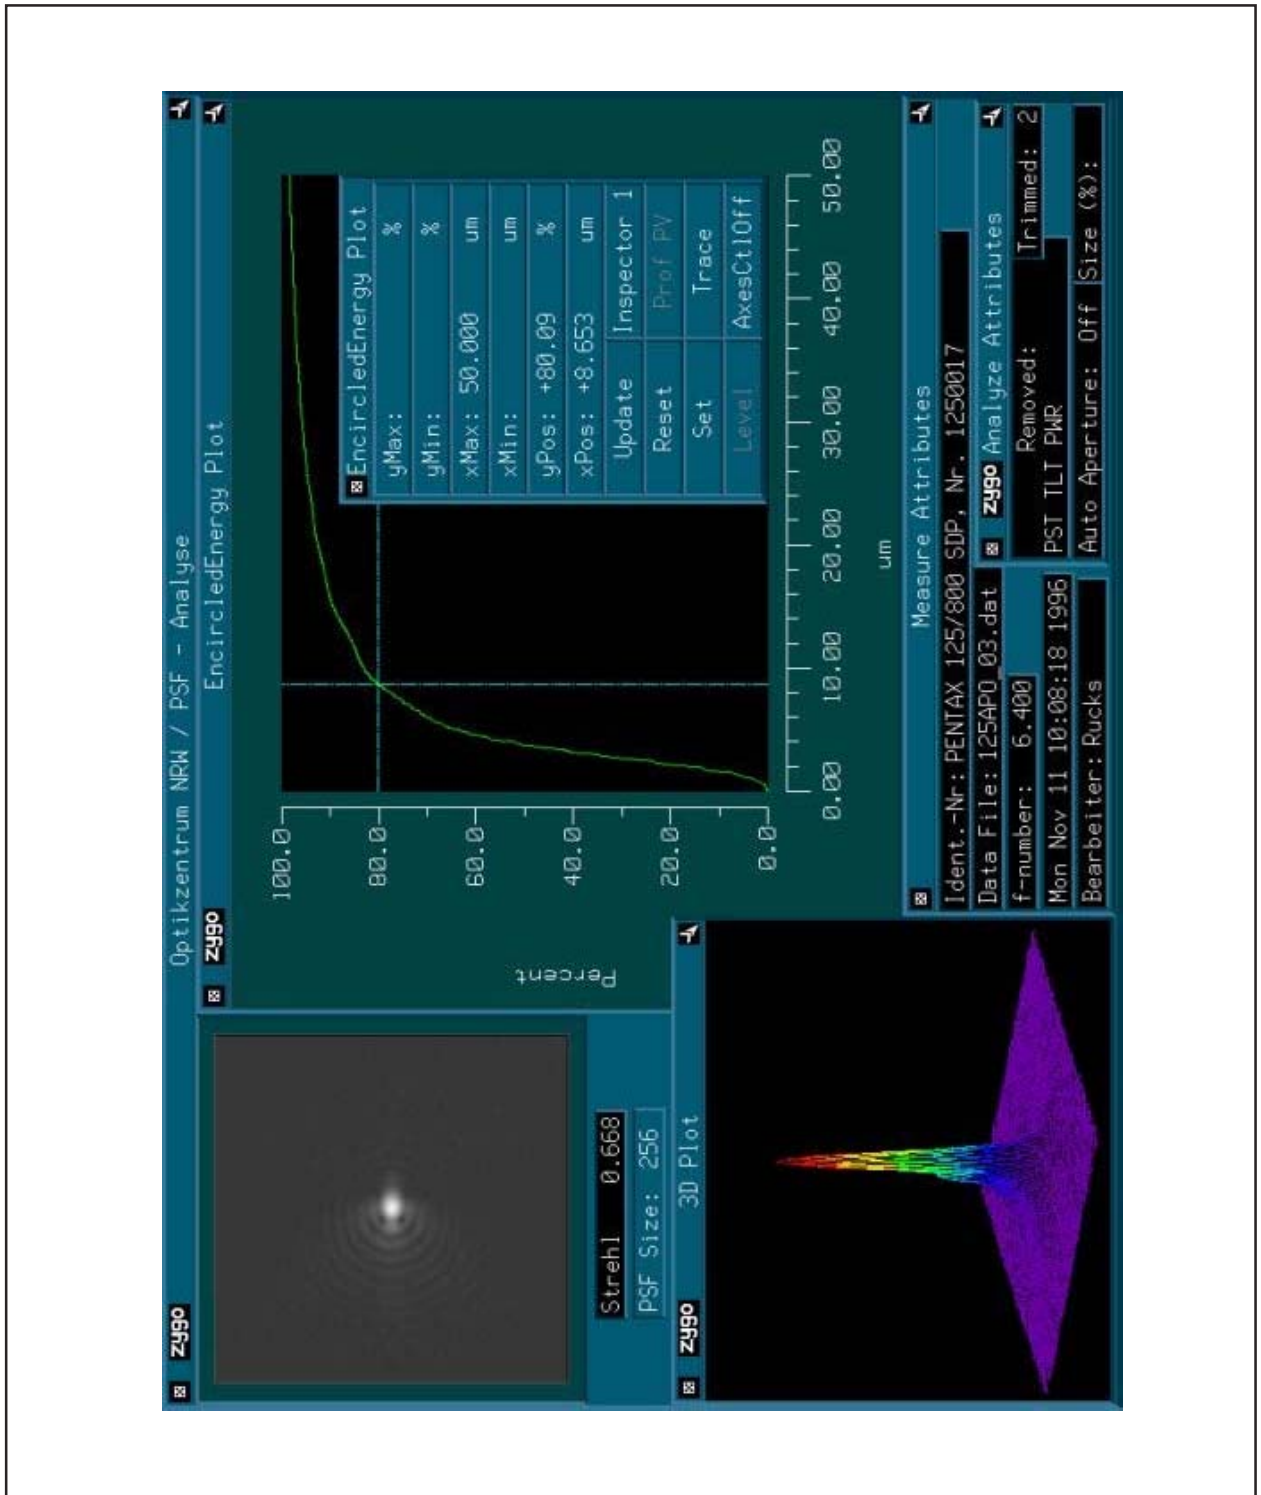 zygo Optikzentrum NRW / PSF - Analyse
Strehl 0.668
PSF Size: 256
zygo EncircledEnergy Plot
Percent
100.0
80.0
60.0
40.0
20.0
0.0
0.00 10.00 20.00 30.00 40.00 50.00
um
EncircledEnergy Plot
yMax: %
yMin: %
xMax: 50.000 um
xMin: um
yPos: +80.09 %
xPos: +8.653 um
Update Inspector 1
Reset Prof PV
Set Trace
Level AxesCtlOff
zygo 3D Plot
Measure Attributes
Ident.-Nr: PENTAX 125/800 SDP, Nr. 1250017
Data File: 125APO_03.dat
f-number: 6.400
Mon Nov 11 10:08:18 1996
Bearbeiter: Rucks
zygo Analyze Attributes
Removed: Trimmed: 2
PST TLT PWR
Auto Aperture: Off Size (%):